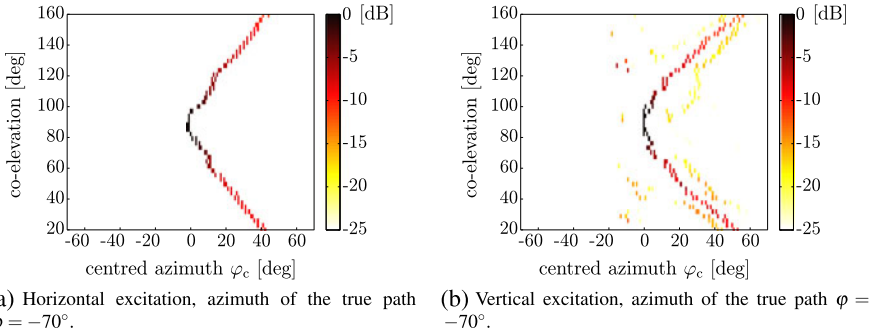 160
140
120
100
80
60
40
20
co-elevation [deg]
-60 -40 -20 0 20 40 60
centred azimuth φc [deg]
0 [dB]
-5
-10
-15
-20
-25
160
140
120
100
80
60
40
20
co-elevation [deg]
-60 -40 -20 0 20 40 60
centred azimuth φc [deg]
0 [dB]
-5
-10
-15
-20
-25
a) Horizontal excitation, azimuth of the true path
= −70°.
(b) Vertical excitation, azimuth of the true path φ =
−70°.